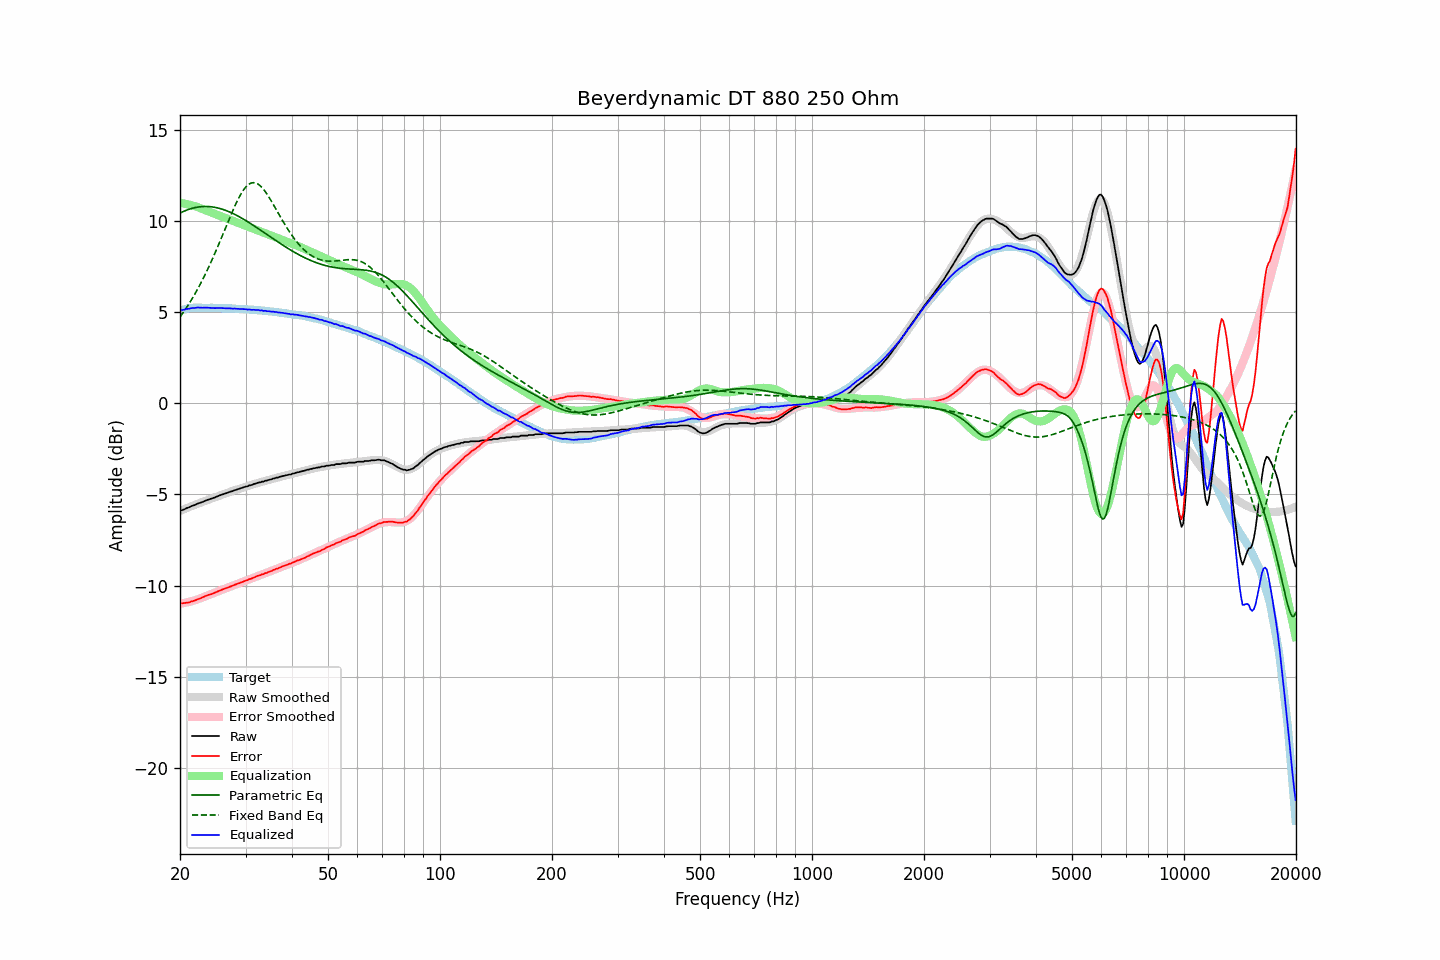 Beyerdynamic DT 880 250 Ohm
Amplitude (dBr)
15
10
5
0
−5
−10
−15
−20
Target
Raw Smoothed
Error Smoothed
Raw
Error
Equalization
Parametric Eq
Fixed Band Eq
Equalized
20 50 100 200 500 1000 2000 5000 10000 20000
Frequency (Hz)